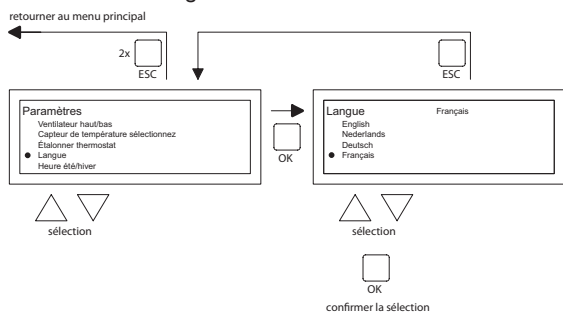 retourner au menu principal
2x
ESC
ESC
Paramètres
Ventilateur haut/bas
Capteur de température sélectionnez
Étalonner thermostat
Langue
Heure été/hiver
OK
Langue Français
English
Nederlands
Deutsch
Français
sélection
sélection
OK
confirmer la sélection